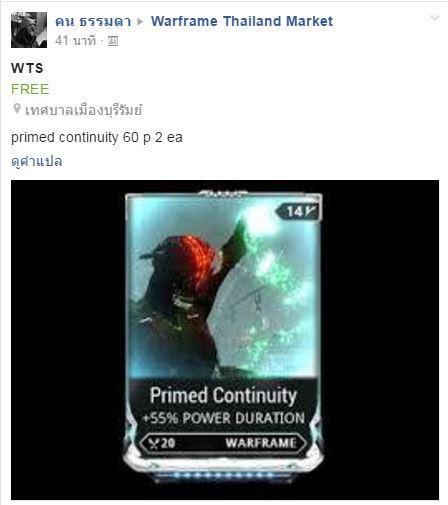 คน ธรรมดา ▸ Warframe Thailand Market
41 นาที ·
WTS
FREE
เทศบาลเมืองบุรีรัมย์
primed continuity 60 p 2 ea
ดูคำแปล
14
Primed Continuity
+55% POWER DURATION
20 WARFRAME